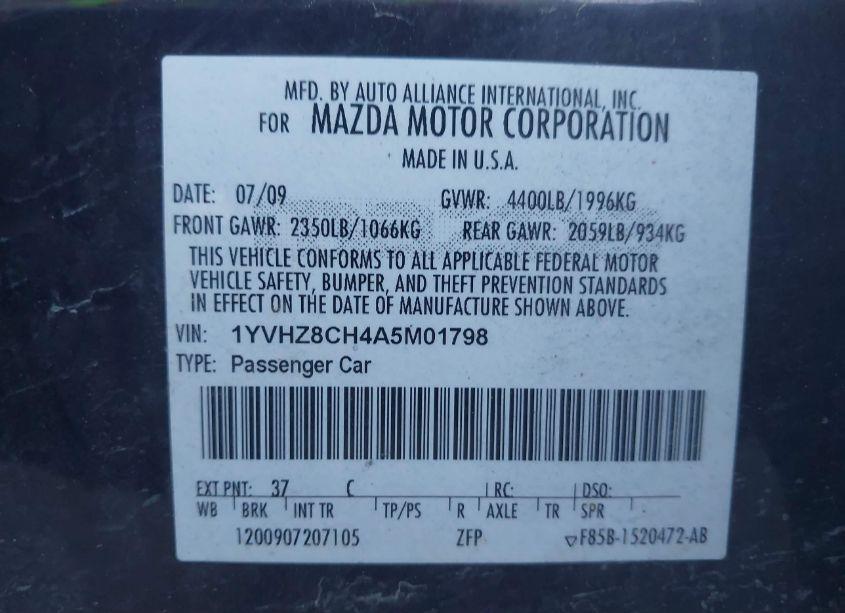 MFD. BY AUTO ALLIANCE INTERNATIONAL, INC.
FOR MAZDA MOTOR CORPORATION
MADE IN U.S.A.
DATE: 07/09 GVWR: 4400LB/1996KG
FRONT GAWR: 2350LB/1066KG REAR GAWR: 2059LB/934KG
THIS VEHICLE CONFORMS TO ALL APPLICABLE FEDERAL MOTOR
VEHICLE SAFETY, BUMPER, AND THEFT PREVENTION STANDARDS
IN EFFECT ON THE DATE OF MANUFACTURE SHOWN ABOVE.
VIN: 1YVHZ8CH4A5M01798
TYPE: Passenger Car
EXT PNT: 37 C RC: DSO:
WB BRK INT TR TP/PS R AXLE TR SPR
1200907207105 ZFP ▽F85B-1520472-AB